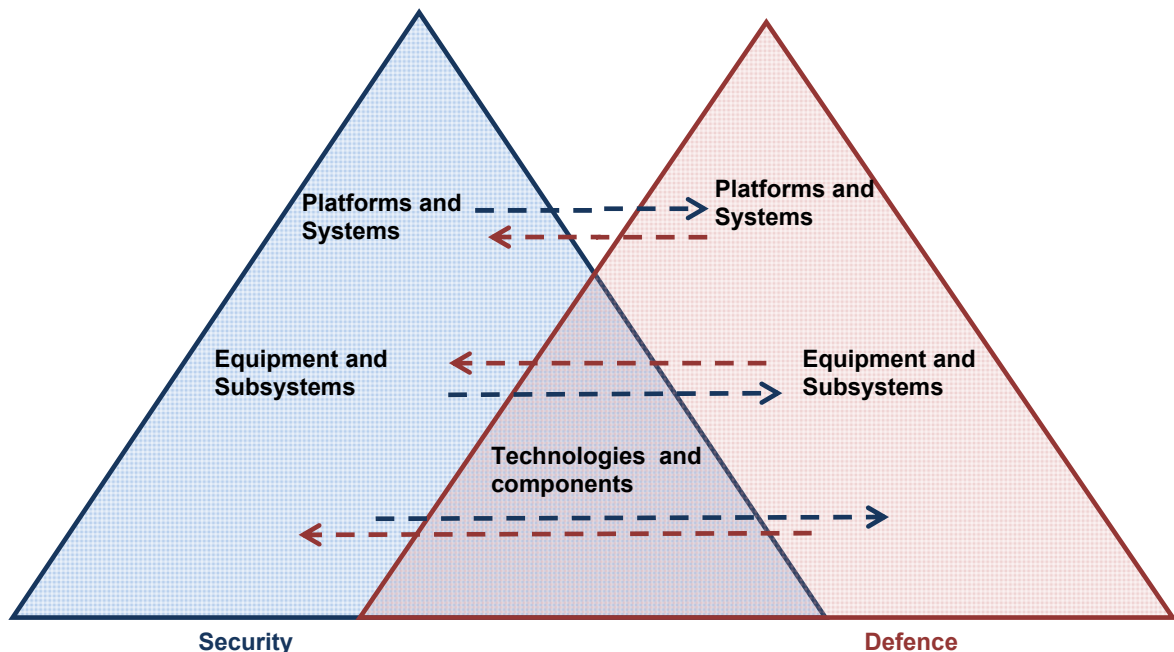 Platforms and
Systems
Platforms and
Systems
Equipment and
Subsystems
Equipment and
Subsystems
Technologies and
components
Security
Defence